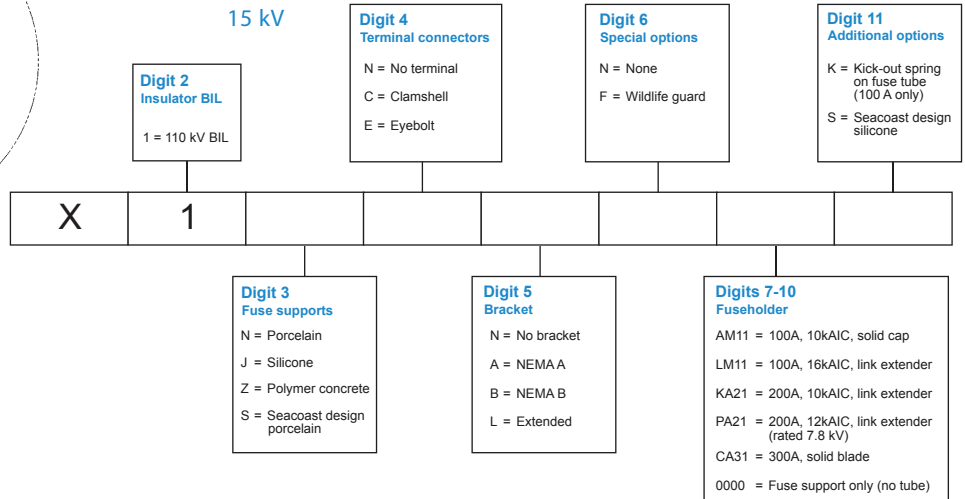 15 kV
Digit 2
Insulator BIL
1 = 110 kV BIL
Digit 4
Terminal connectors
N = No terminal
C = Clamshell
E = Eyebolt
Digit 6
Special options
N = None
F = Wildlife guard
Digit 11
Additional options
K = Kick-out spring
on fuse tube
(100 A only)
S = Seacoast design
silicone
X 1
Digit 3
Fuse supports
N = Porcelain
J = Silicone
Z = Polymer concrete
S = Seacoast design
porcelain
Digit 5
Bracket
N = No bracket
A = NEMA A
B = NEMA B
L = Extended
Digits 7-10
Fuseholder
AM11 = 100A, 10kAIC, solid cap
LM11 = 100A, 16kAIC, link extender
KA21 = 200A, 10kAIC, link extender
PA21 = 200A, 12kAIC, link extender
(rated 7.8 kV)
CA31 = 300A, solid blade
0000 = Fuse support only (no tube)